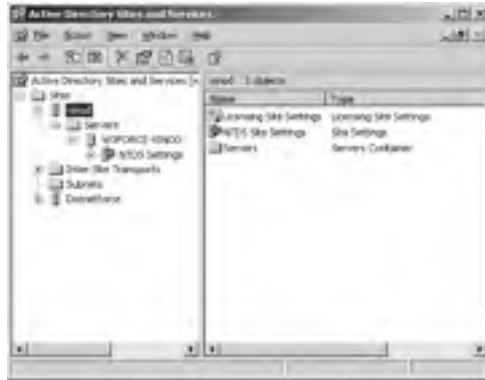 Active Directory Sites and Services
File Action View Window Help
Active Directory Sites and Services
3 objects
Sites
Name Type
Servers
Licensing Site Settings Licensing Site Settings
NTDS Settings
NTDS Site Settings Site Settings
Inter-Site Transports
Servers Servers Container
Subnets